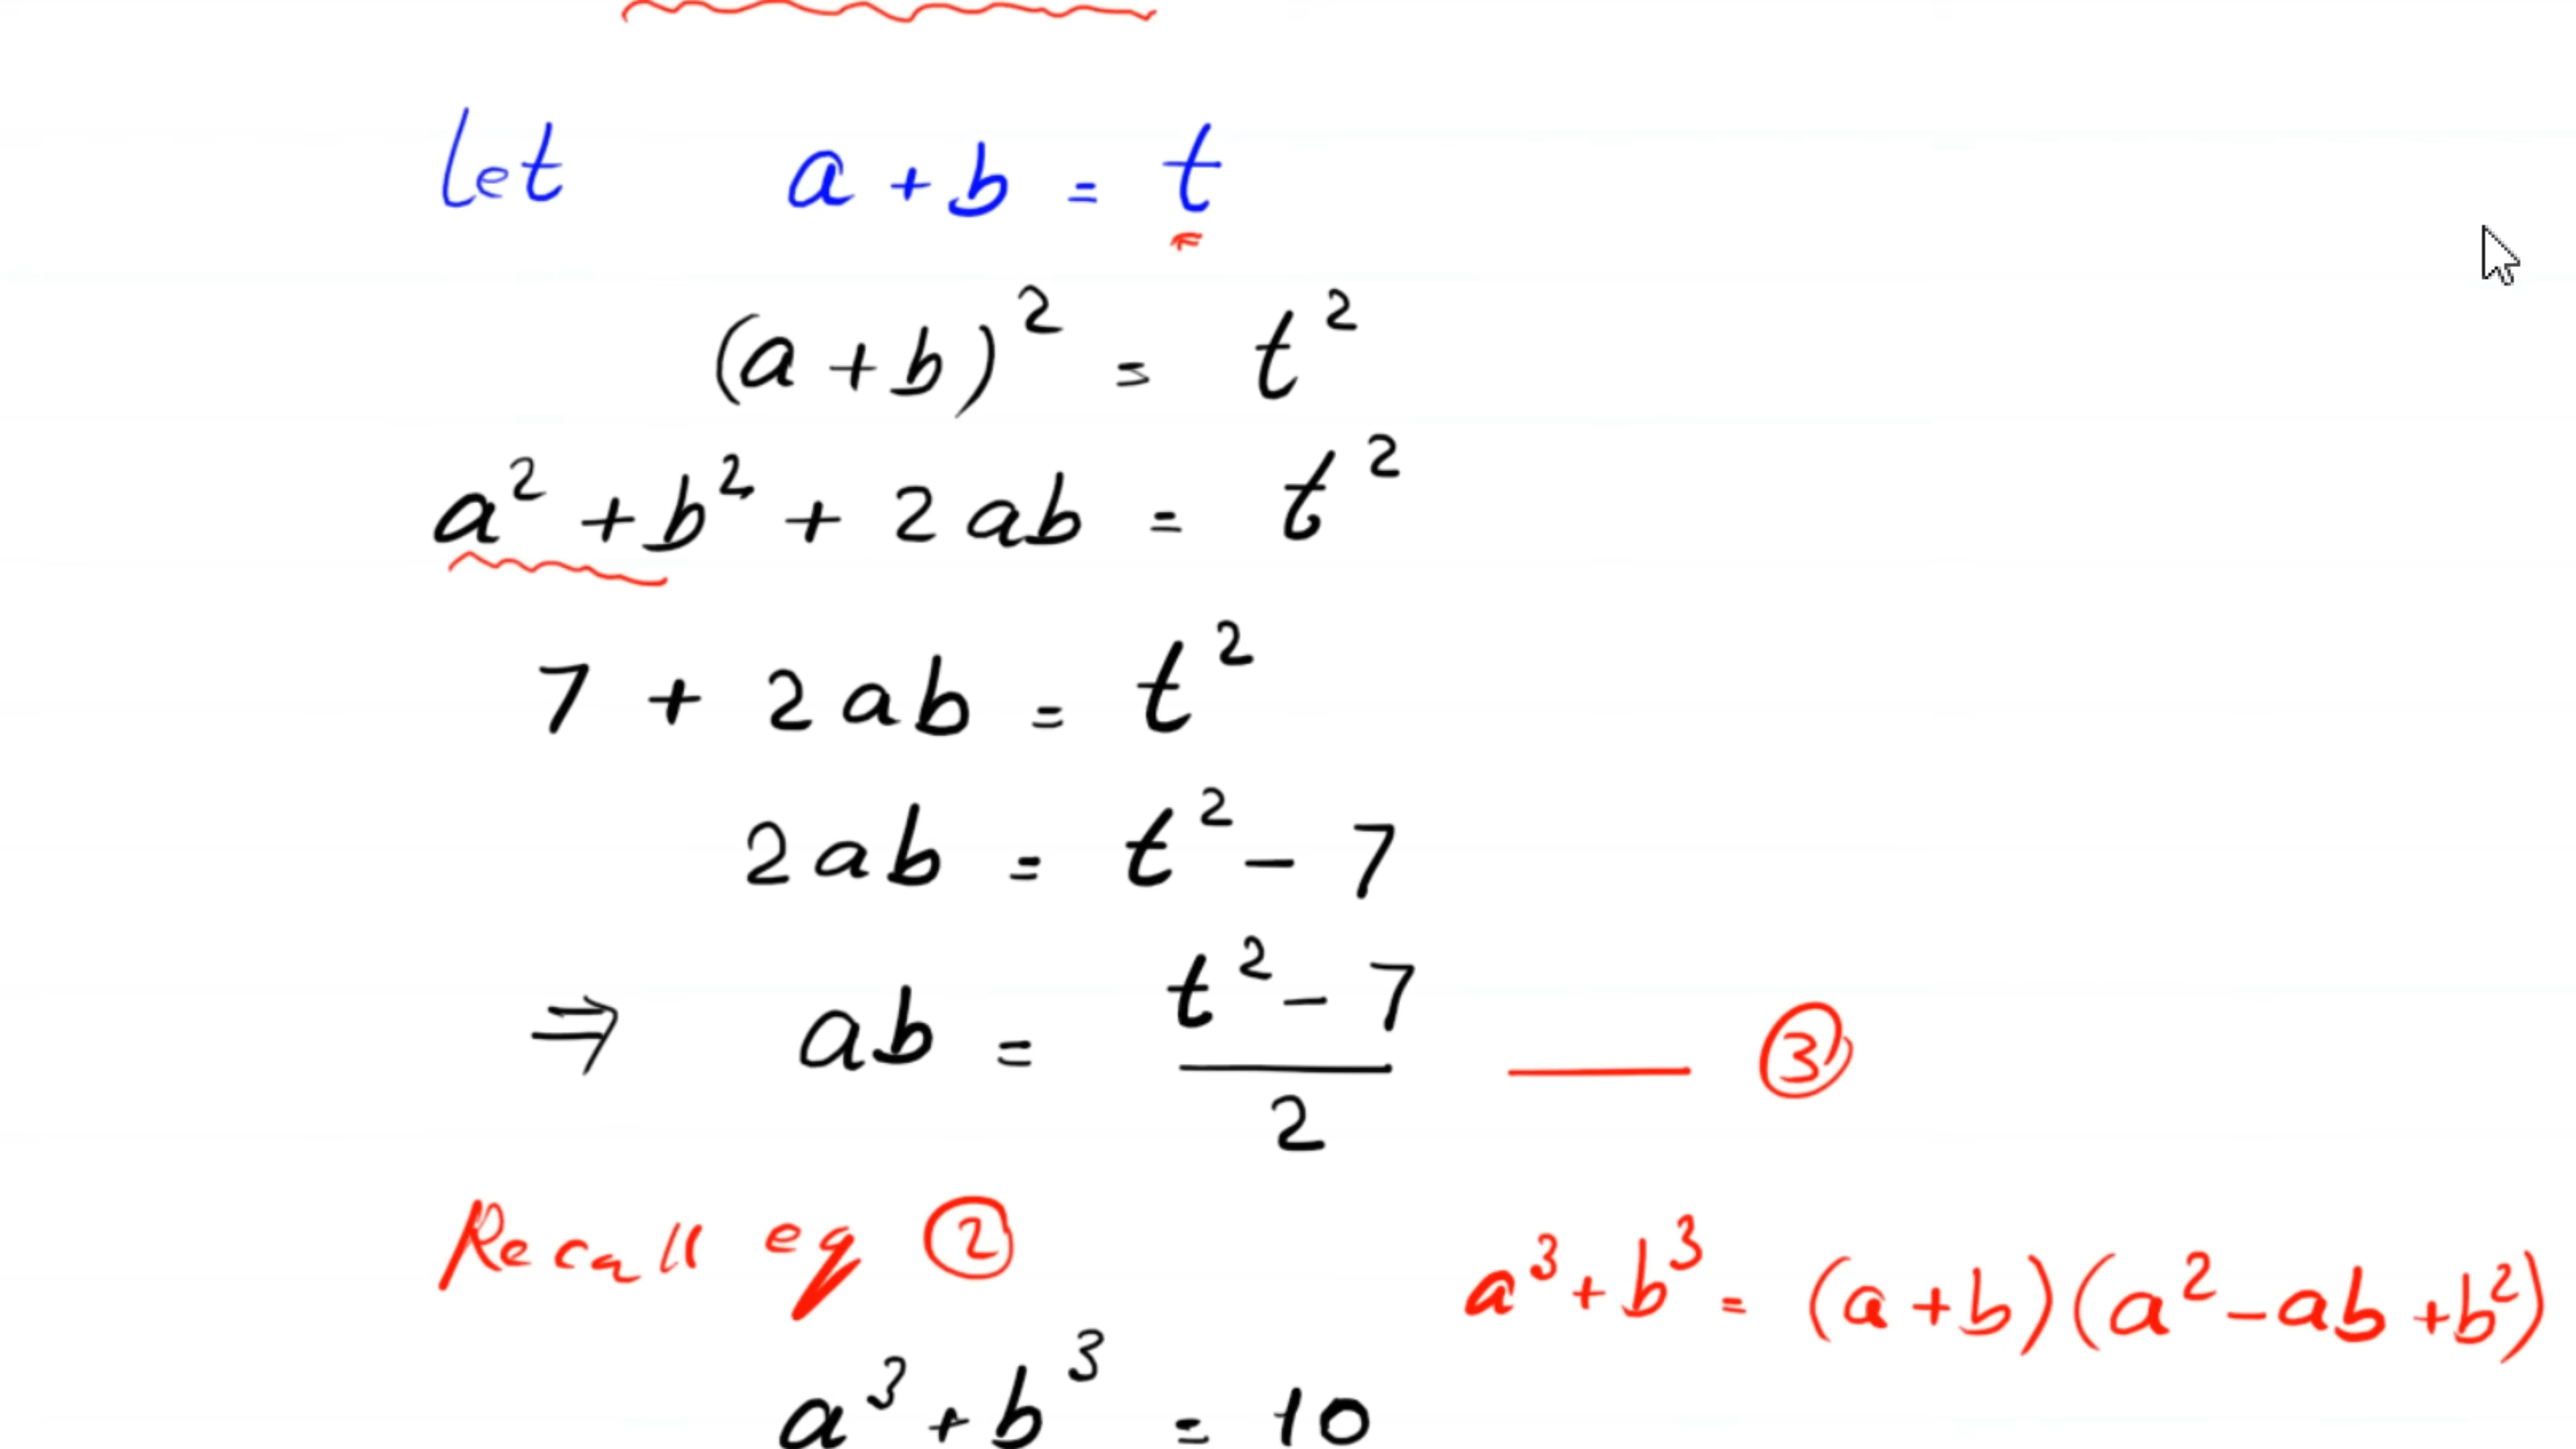 let a + b = t
(a + b)² = t²
a² + b² + 2ab = t²
7 + 2ab = t²
2ab = t² - 7
⇒ ab = (t² - 7)/2 —— ③
Recall eq ②
a³ + b³ = (a + b)(a² - ab + b²)
a³ + b³ = 10